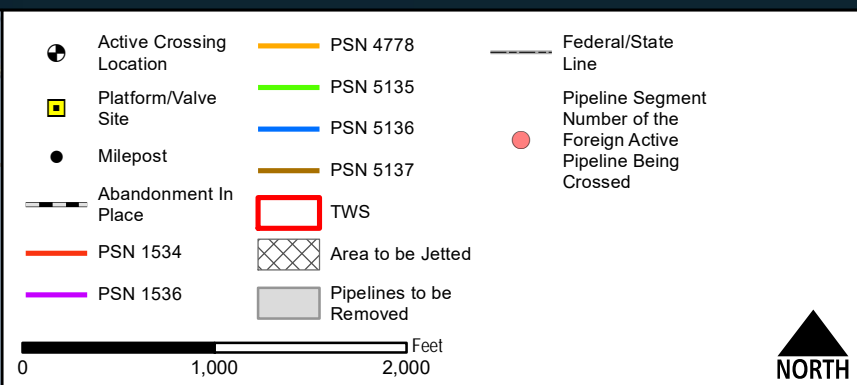 Active Crossing
Location
Platform/Valve
Site
Milepost
Abandonment In
Place
PSN 1534
PSN 1536
PSN 4778
PSN 5135
PSN 5136
PSN 5137
TWS
Area to be Jetted
Pipelines to be
Removed
Federal/State
Line
Pipeline Segment
Number of the
Foreign Active
Pipeline Being
Crossed
Feet
0 1,000 2,000
NORTH